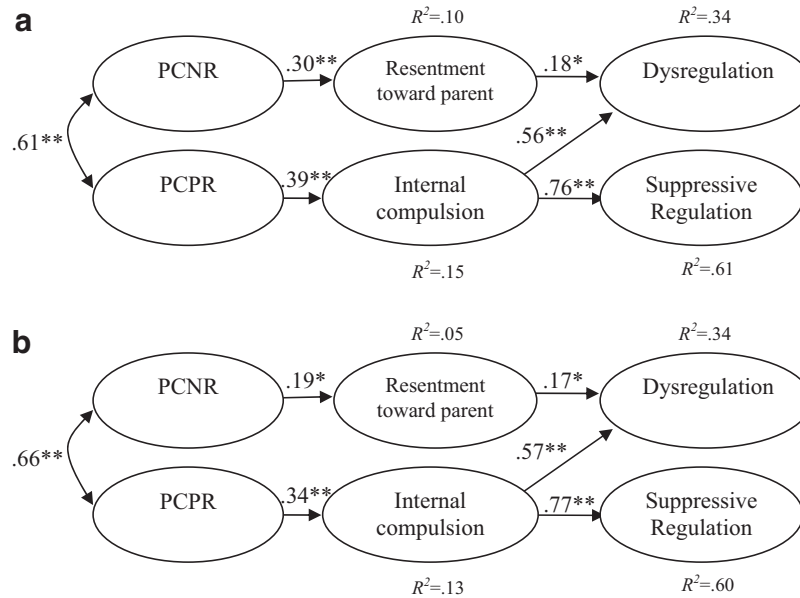 a
R²=.10
R²=.34
PCNR
.30**
Resentment
toward parent
.18*
Dysregulation
.61**
.56**
PCPR
.39**
Internal
compulsion
.76**
Suppressive
Regulation
R²=.15
R²=.61
b
R²=.05
R²=.34
PCNR
.19*
Resentment
toward parent
.17*
Dysregulation
.66**
.57**
PCPR
.34**
Internal
compulsion
.77**
Suppressive
Regulation
R²=.13
R²=.60